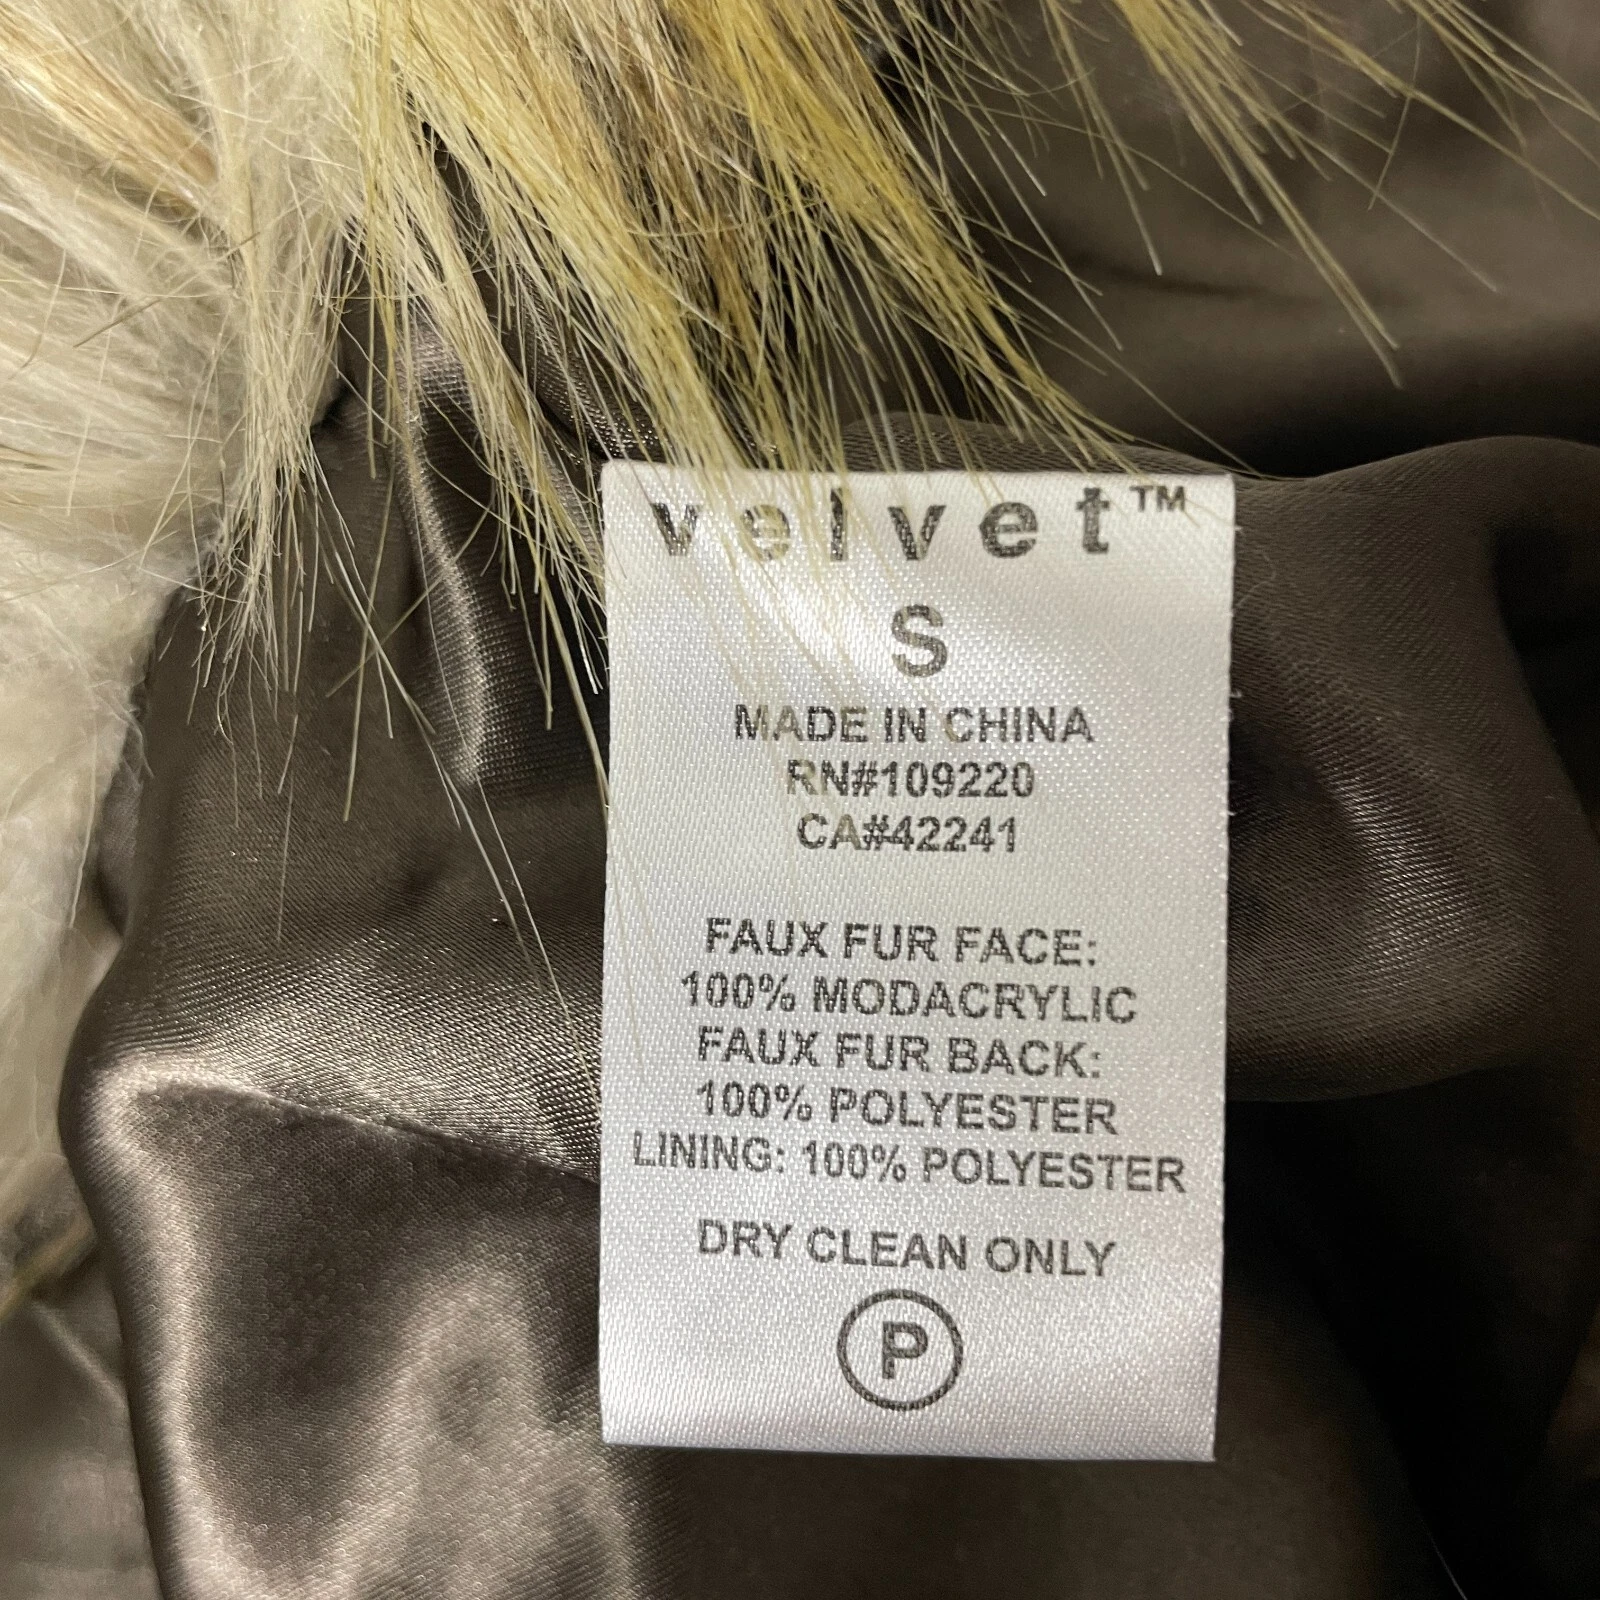 velvet™
S
MADE IN CHINA
RN#109220
CA#42241
FAUX FUR FACE:
100% MODACRYLIC
FAUX FUR BACK:
100% POLYESTER
LINING: 100% POLYESTER
DRY CLEAN ONLY
P